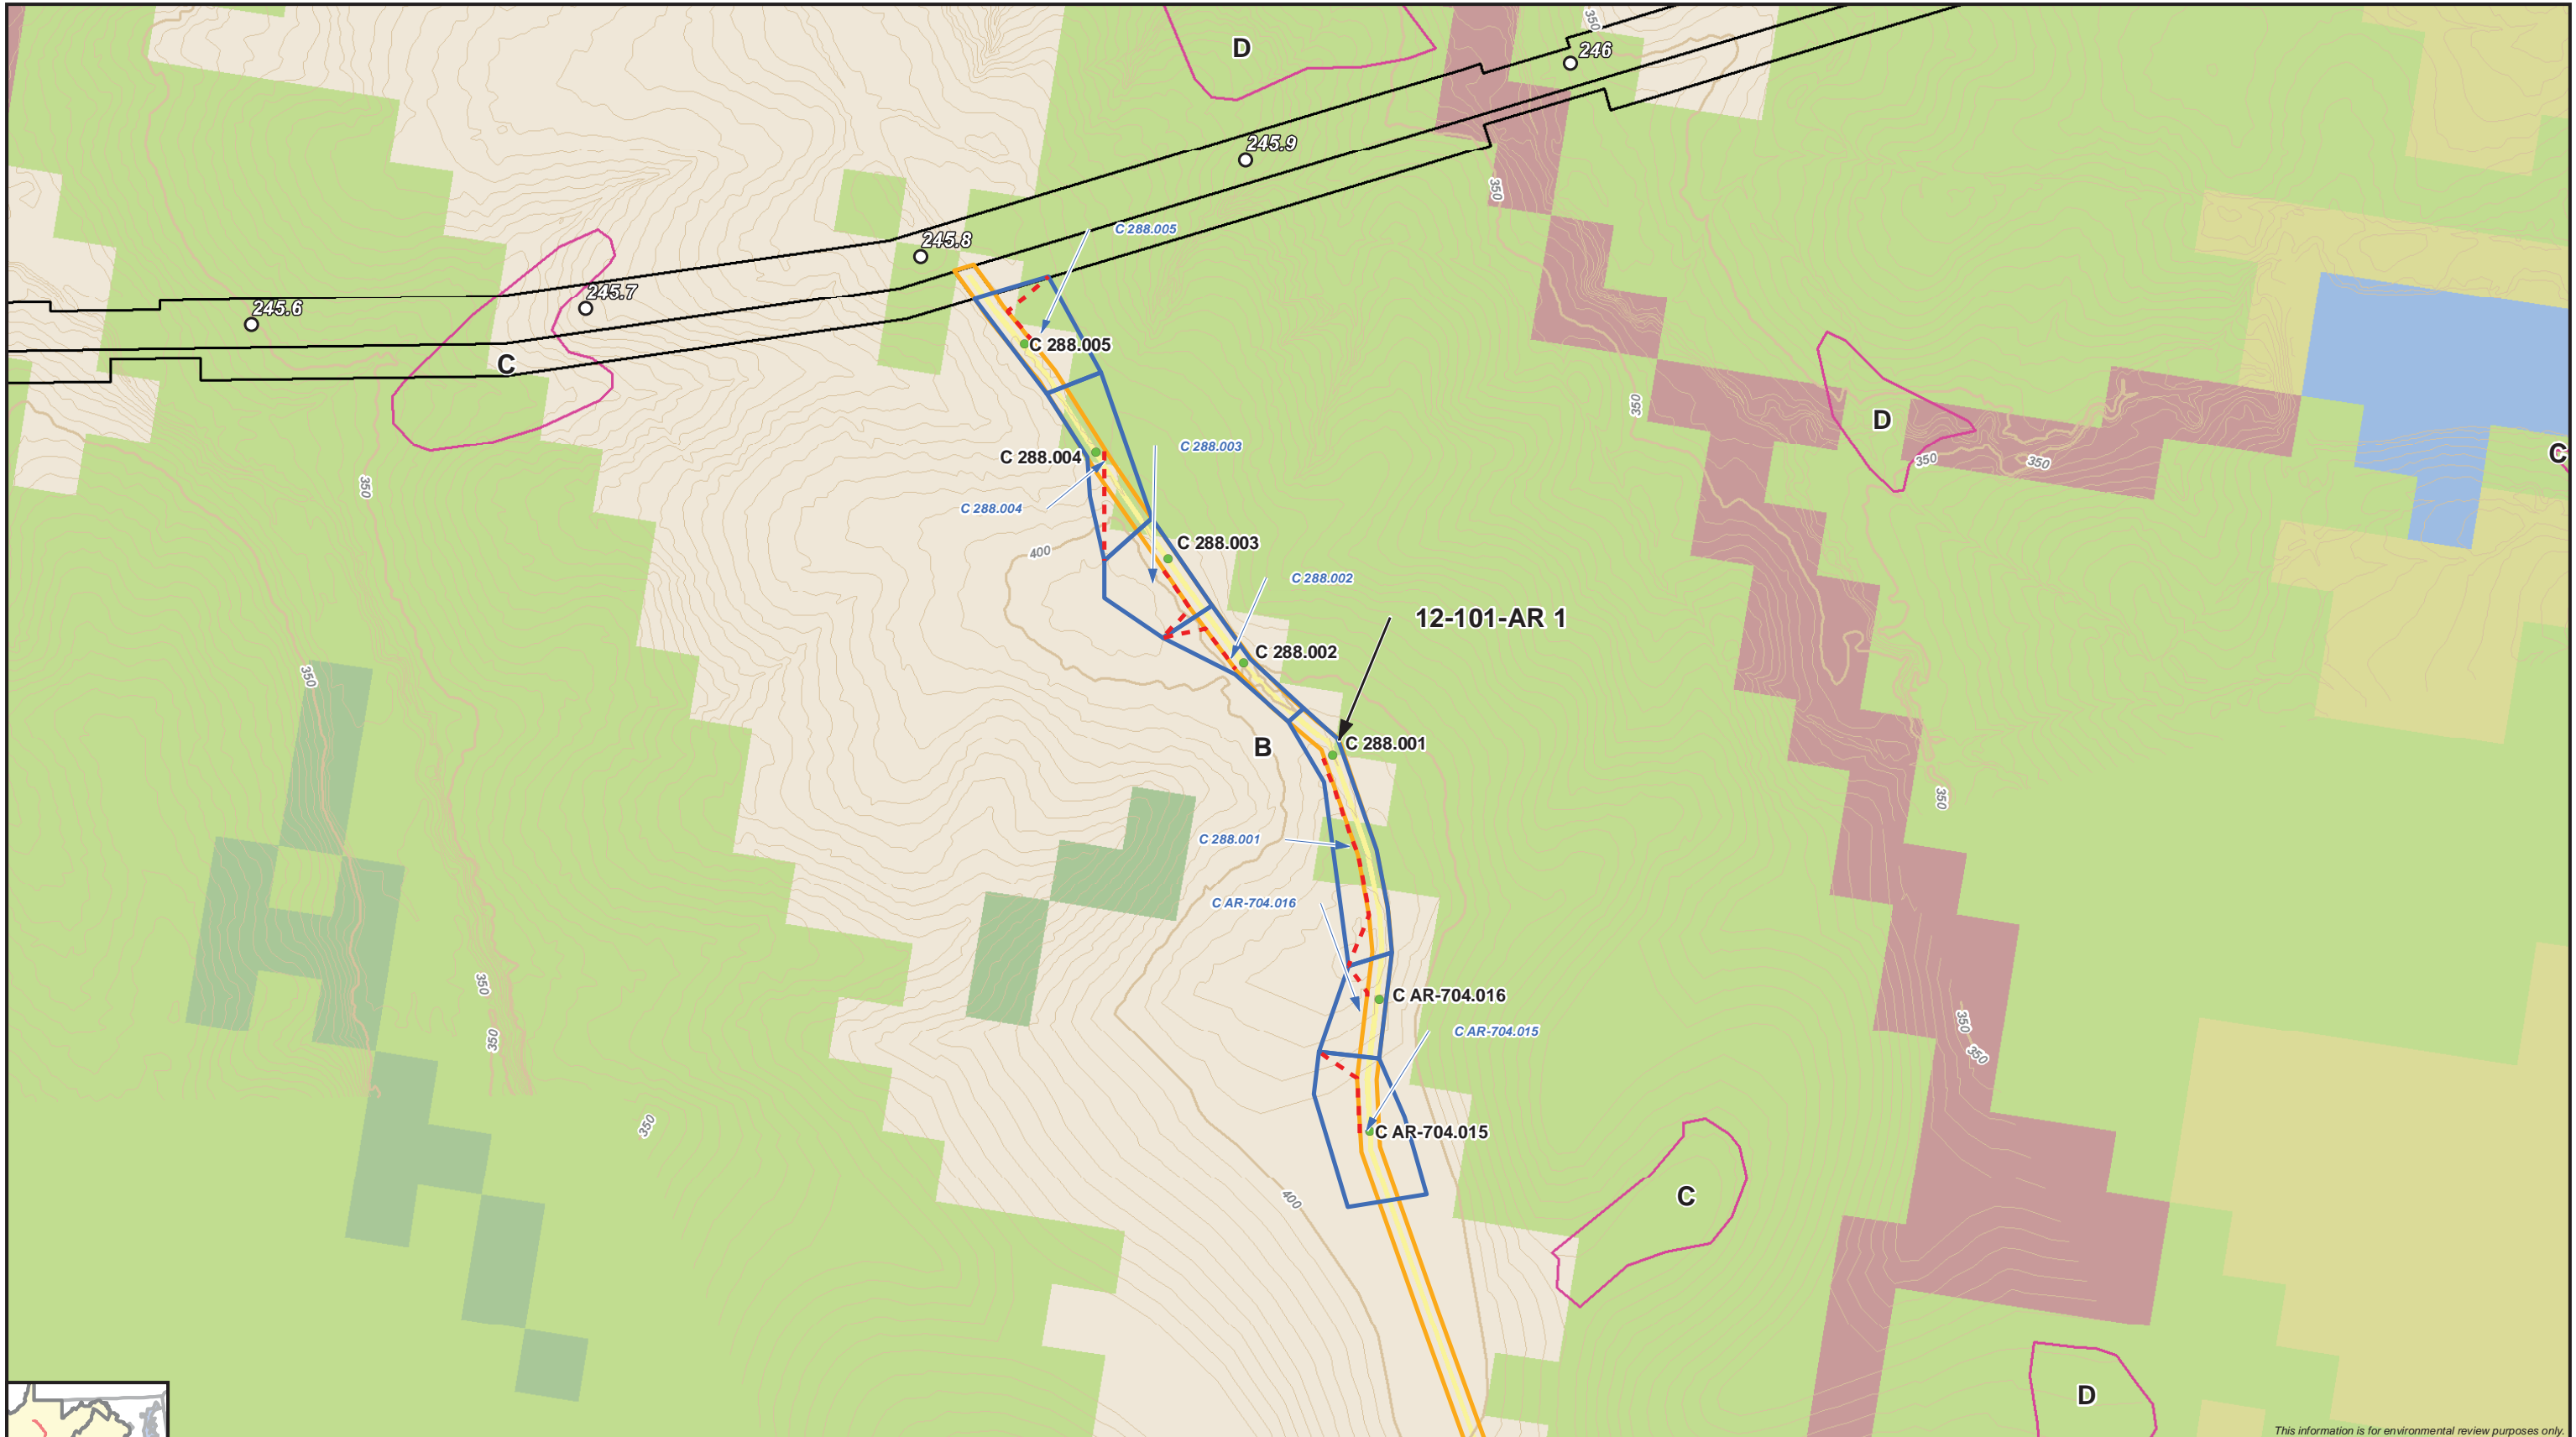 350
D
246
245.9
350
C 288.005
245.8
245.7
245.6
C 288.005
C
350
D
C 288.003
C 288.004
C
350
350
350
C 288.004
C 288.003
400
C 288.002
12-101-AR 1
C 288.002
350
C 288.001
B
350
C 288.001
C AR-704.016
350
C AR-704.016
350
C AR-704.015
350
350
350
C AR-704.015
C
400
D
This information is for environmental review purposes only.